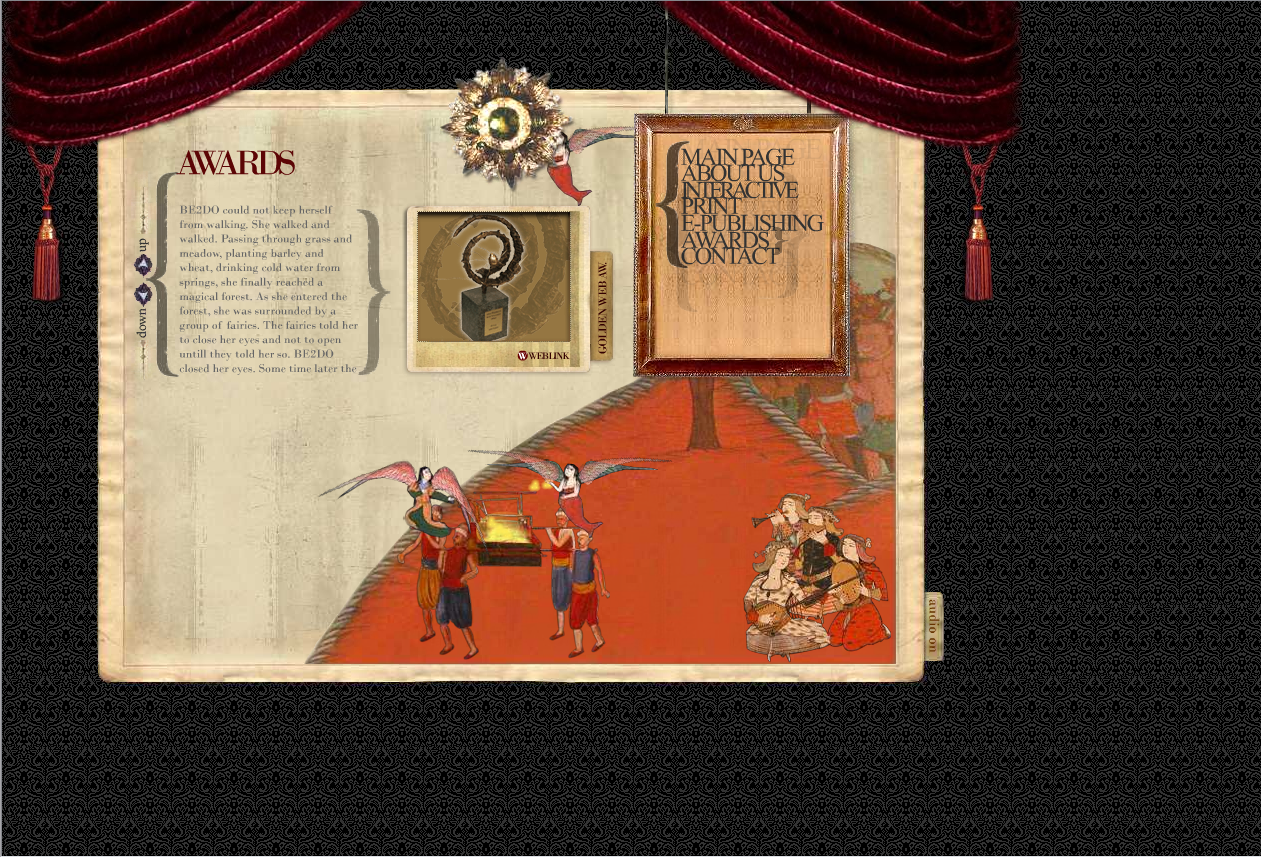 AWARDS
BE2DO could not keep herself
from walking. She walked and
walked. Passing through grass and
meadow, planting barley and
wheat, drinking cold water from
springs, she finally reached a
magical forest. As she entered the
forest, she was surrounded by a
group of fairies. The fairies told her
to close her eyes and not to open
untill they told her so. BE2DO
closed her eyes. Some time later the
up
down
WEBLINK
GOLDEN WEB AW.
MAIN PAGE
ABOUT US
INTERACTIVE
PRINT
E-PUBLISHING
AWARDS
CONTACT
audio on